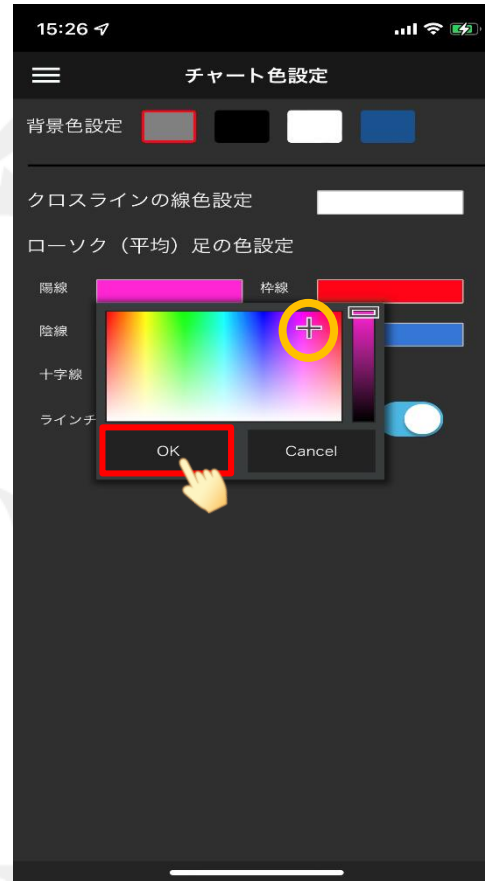 15:26
チャート色設定
背景色設定
クロスラインの線色設定
ローソク（平均）足の色設定
陽線 枠線
陰線
十字線
ラインチ
OK Cancel